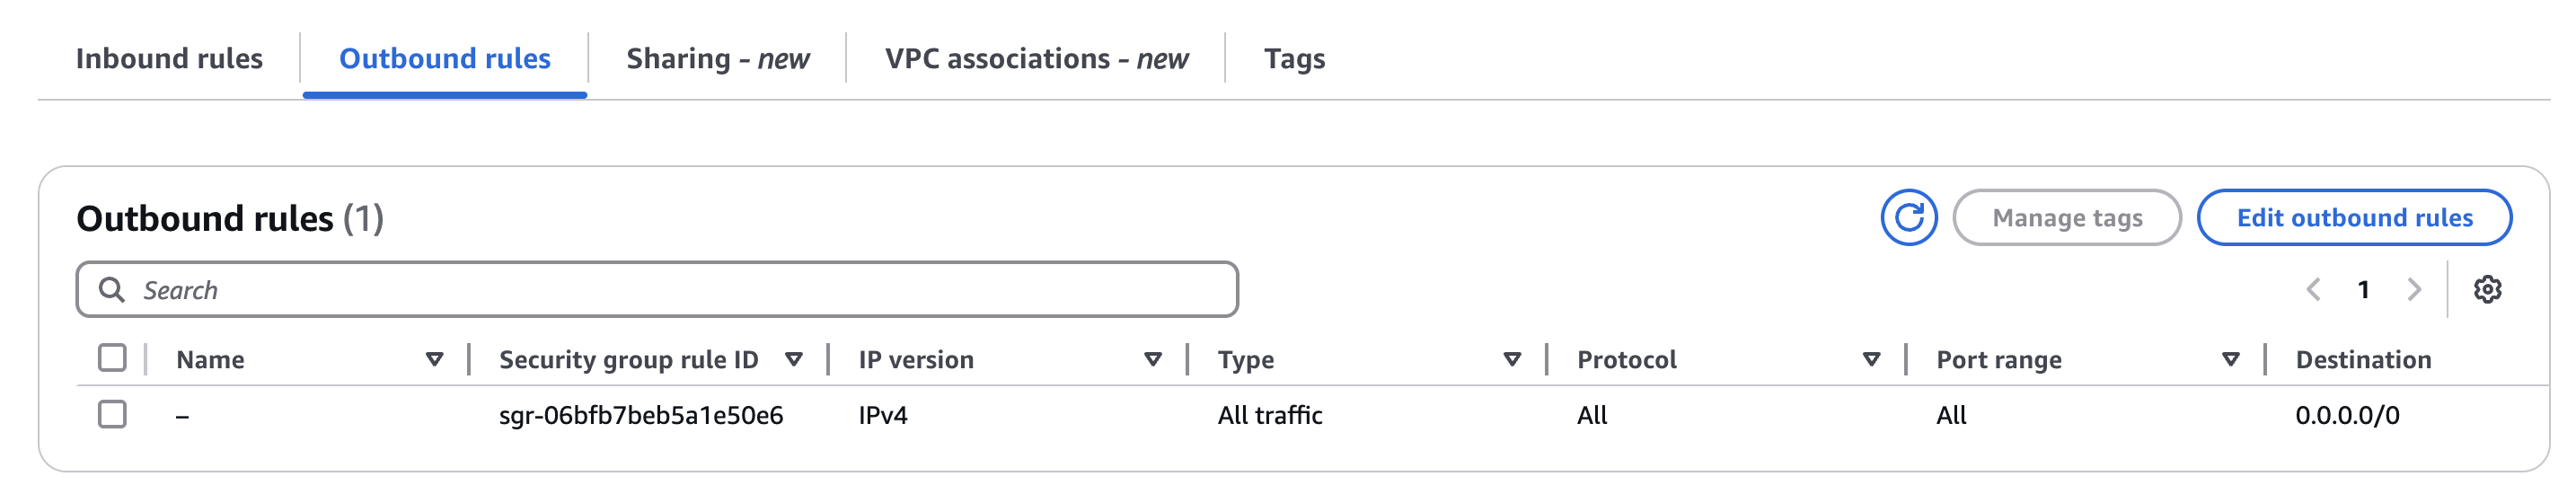 Inbound rules Outbound rules Sharing - new VPC associations - new Tags
Outbound rules (1) Manage tags Edit outbound rules
Search 1
Name Security group rule ID IP version Type Protocol Port range Destination
– sgr-06bfb7beb5a1e50e6 IPv4 All traffic All All 0.0.0.0/0